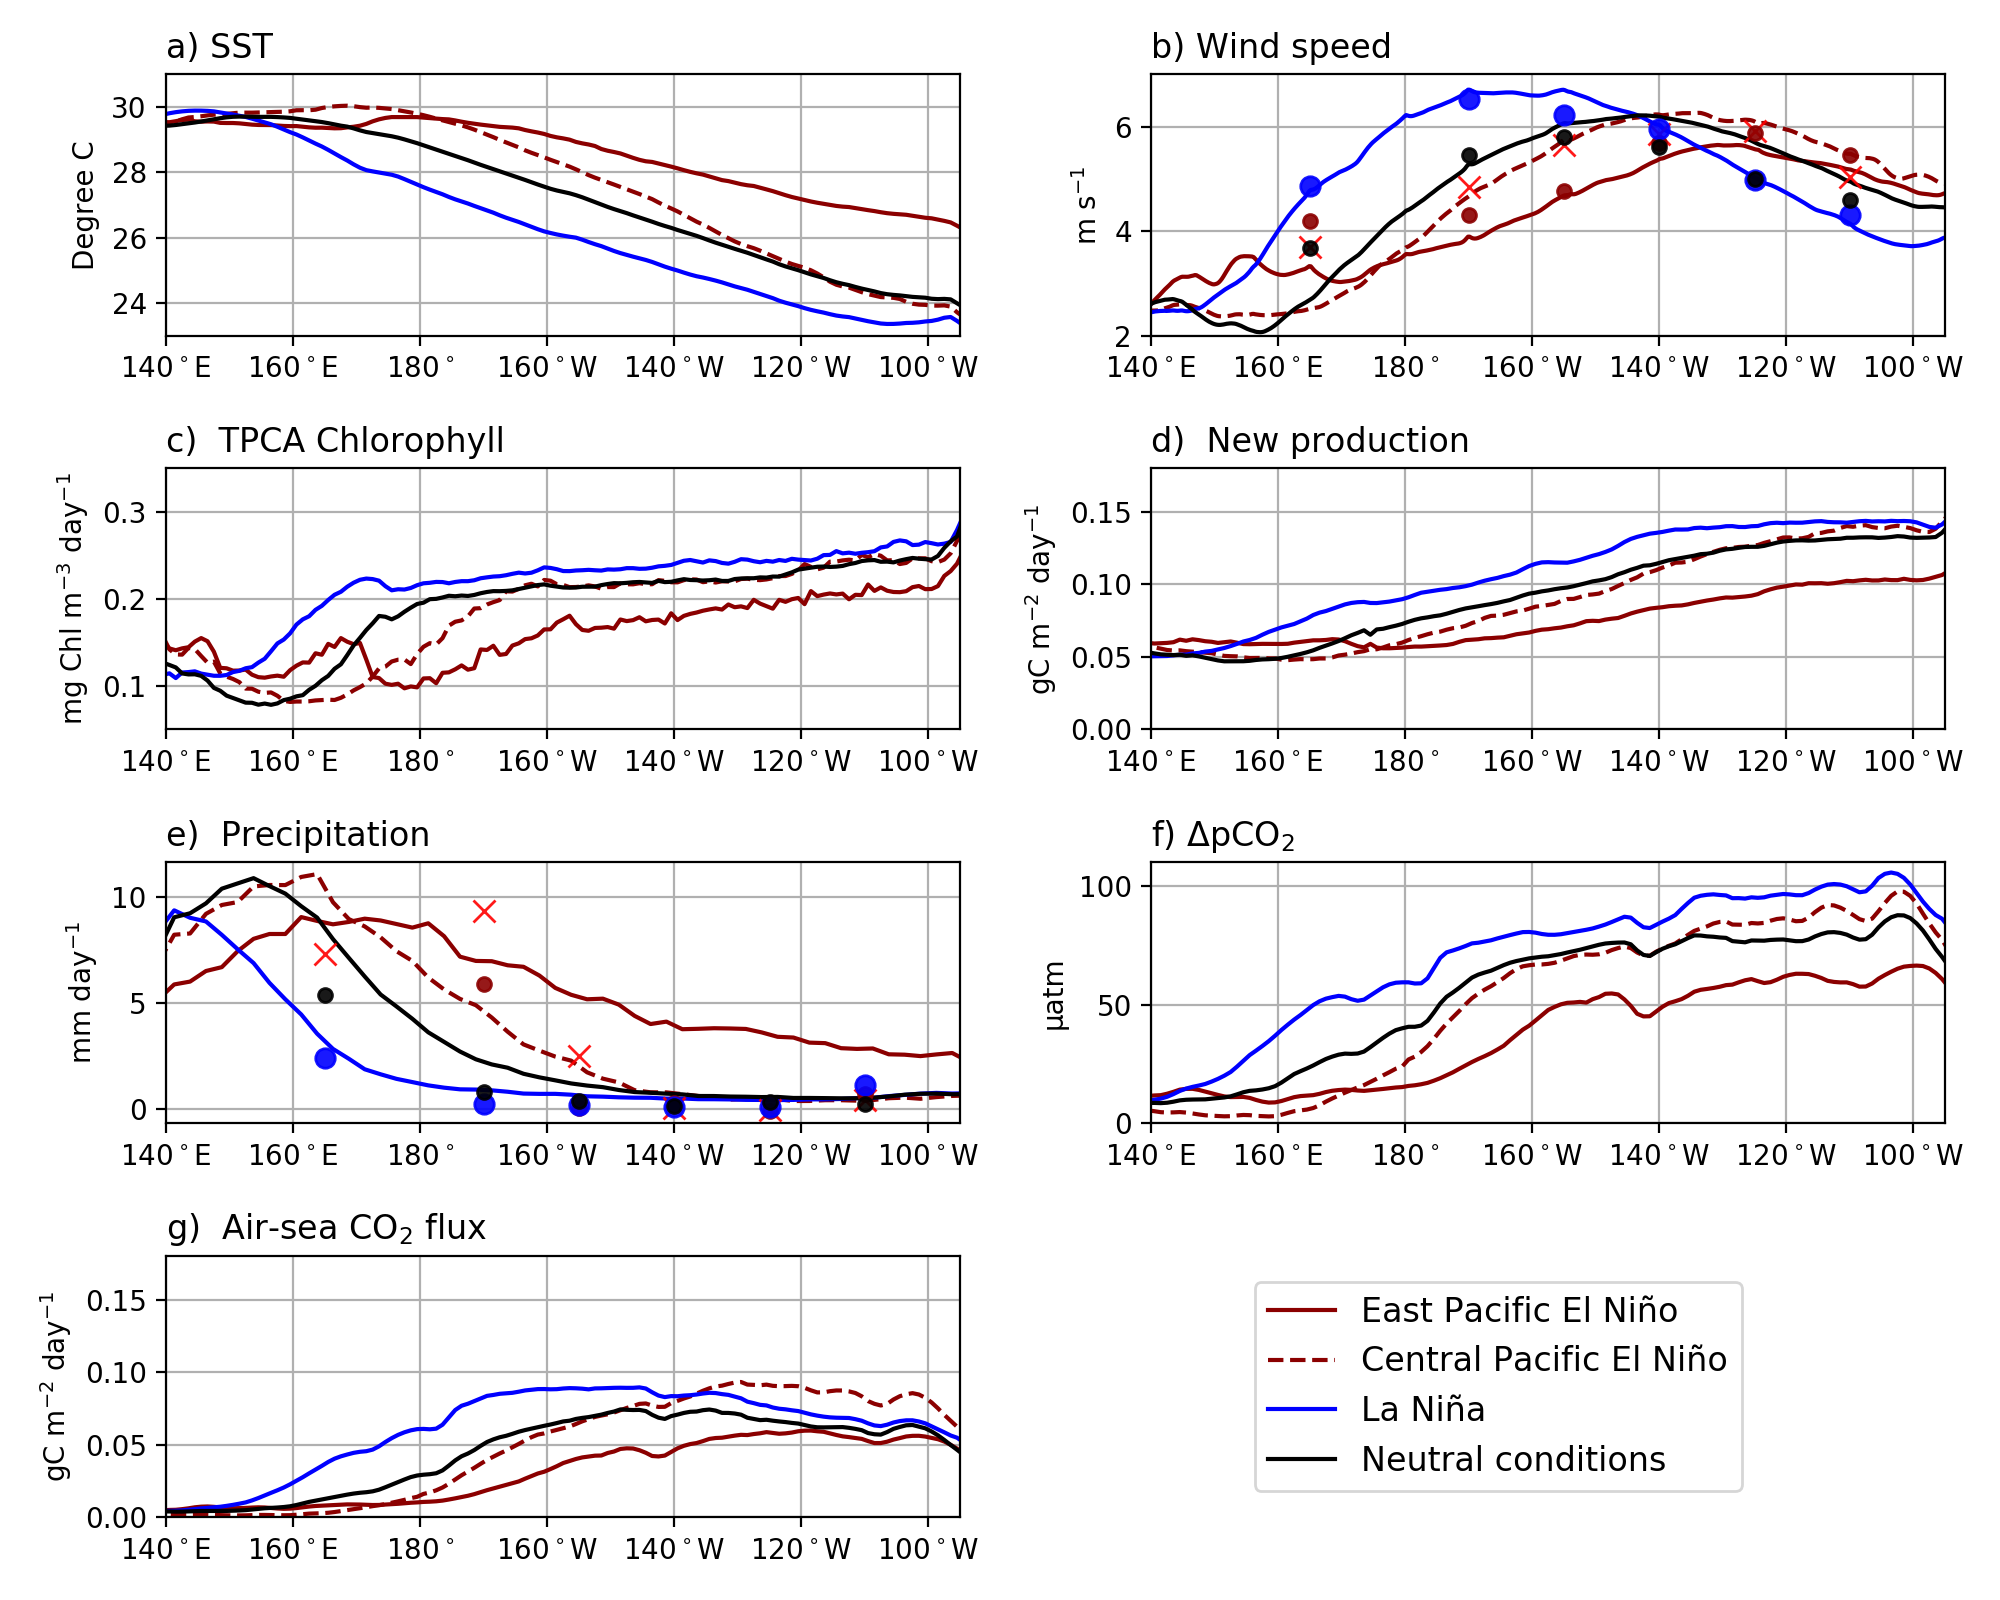 a) SST
b) Wind speed
Degree C
30
28
26
24
140°E 160°E 180° 160°W 140°W 120°W 100°W
m s⁻¹
6
4
2
140°E 160°E 180° 160°W 140°W 120°W 100°W
c) TPCA Chlorophyll
d) New production
mg Chl m⁻³ day⁻¹
0.3
0.2
0.1
140°E 160°E 180° 160°W 140°W 120°W 100°W
gC m⁻² day⁻¹
0.15
0.10
0.05
0.00
140°E 160°E 180° 160°W 140°W 120°W 100°W
e) Precipitation
f) ΔpCO₂
mm day⁻¹
10
5
0
140°E 160°E 180° 160°W 140°W 120°W 100°W
μatm
100
50
0
140°E 160°E 180° 160°W 140°W 120°W 100°W
g) Air-sea CO₂ flux
gC m⁻² day⁻¹
0.15
0.10
0.05
0.00
140°E 160°E 180° 160°W 140°W 120°W 100°W
East Pacific El Niño
Central Pacific El Niño
La Niña
Neutral conditions